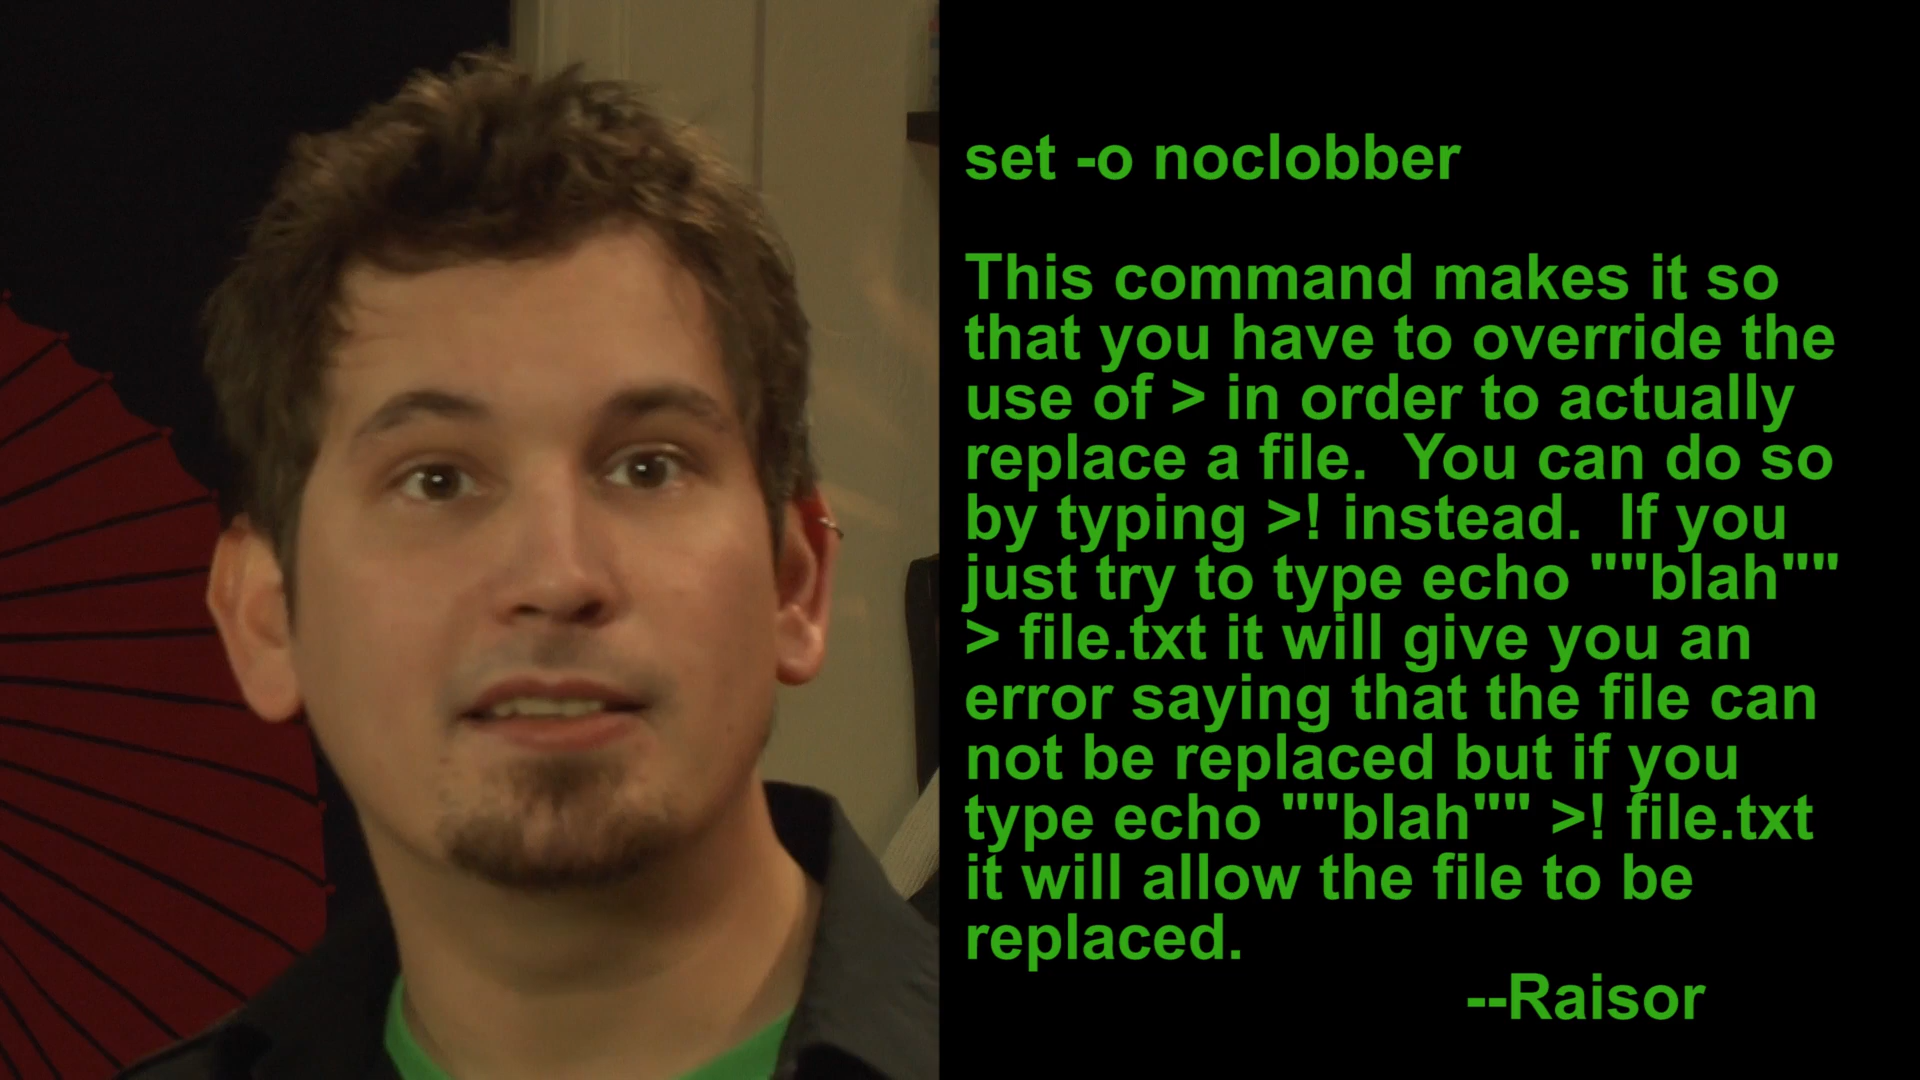 set -o noclobber
This command makes it so
that you have to override the
use of > in order to actually
replace a file.  You can do so
by typing >! instead.  If you
just try to type echo ""blah""
> file.txt it will give you an
error saying that the file can
not be replaced but if you
type echo ""blah"" >! file.txt
it will allow the file to be
replaced.
--Raisor